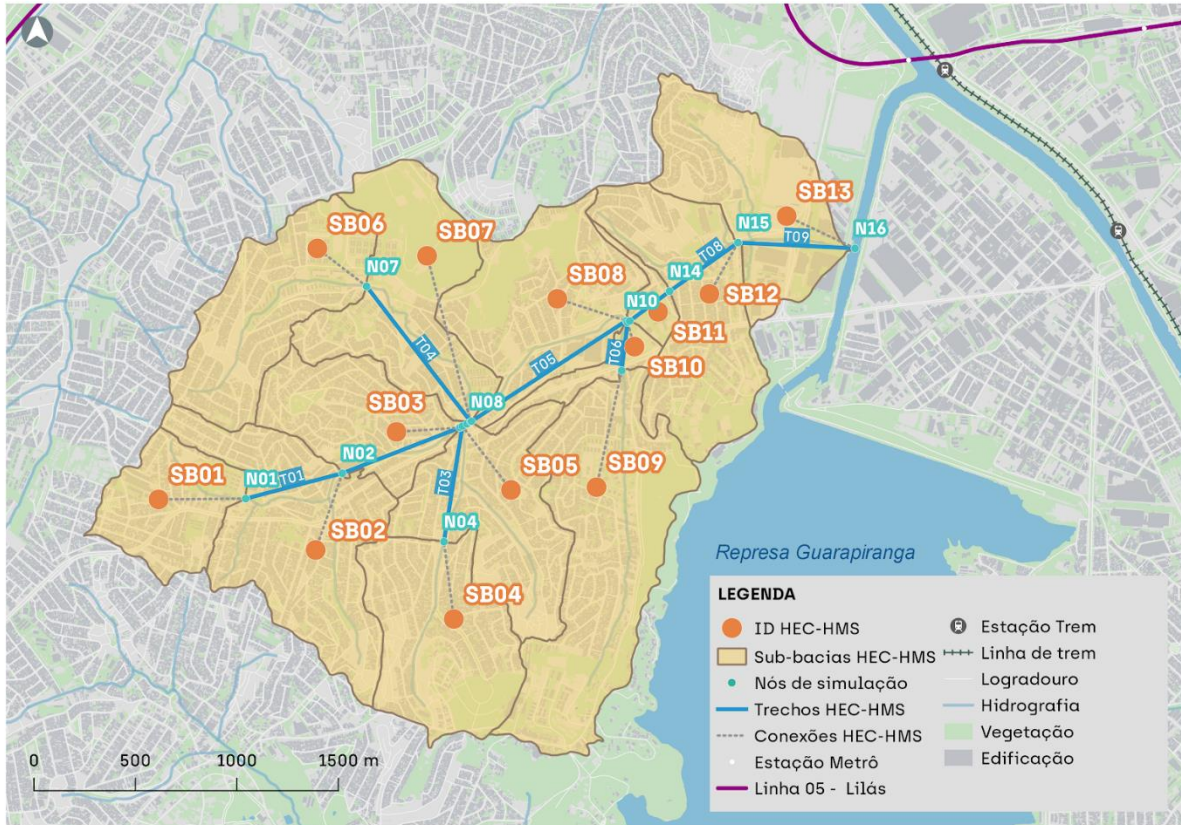 SB13
N15
N16
T09
SB06
SB07
T08
N07
SB08
N14
SB12
N10
SB11
T04
T06
SB10
T05
SB03
N08
N02
SB01
N01
T01
SB05
SB09
T03
SB02
N04
SB04
Represa Guarapiranga
LEGENDA
ID HEC-HMS
Sub-bacias HEC-HMS
Nós de simulação
Trechos HEC-HMS
Conexões HEC-HMS
Estação Metrô
Linha 05 - Lilás
Estação Trem
Linha de trem
Logradouro
Hidrografia
Vegetação
Edificação
0 500 1000 1500 m